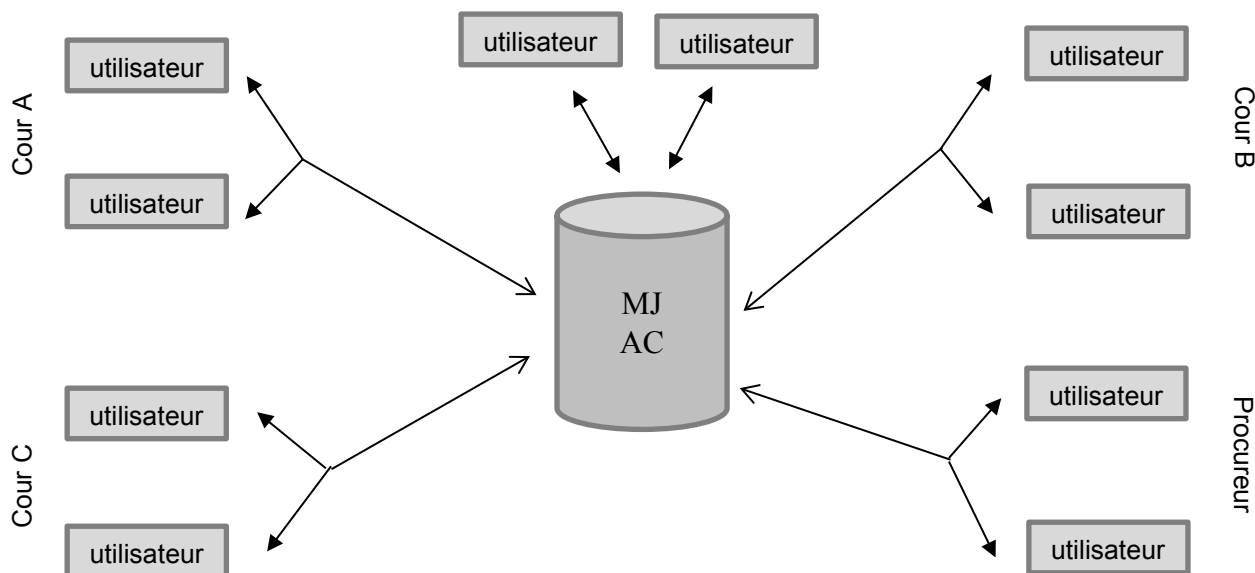 utilisateur
utilisateur
utilisateur
utilisateur
Cour A
Cour B
utilisateur
utilisateur
MJ
AC
utilisateur
utilisateur
Cour C
Procureur
utilisateur
utilisateur